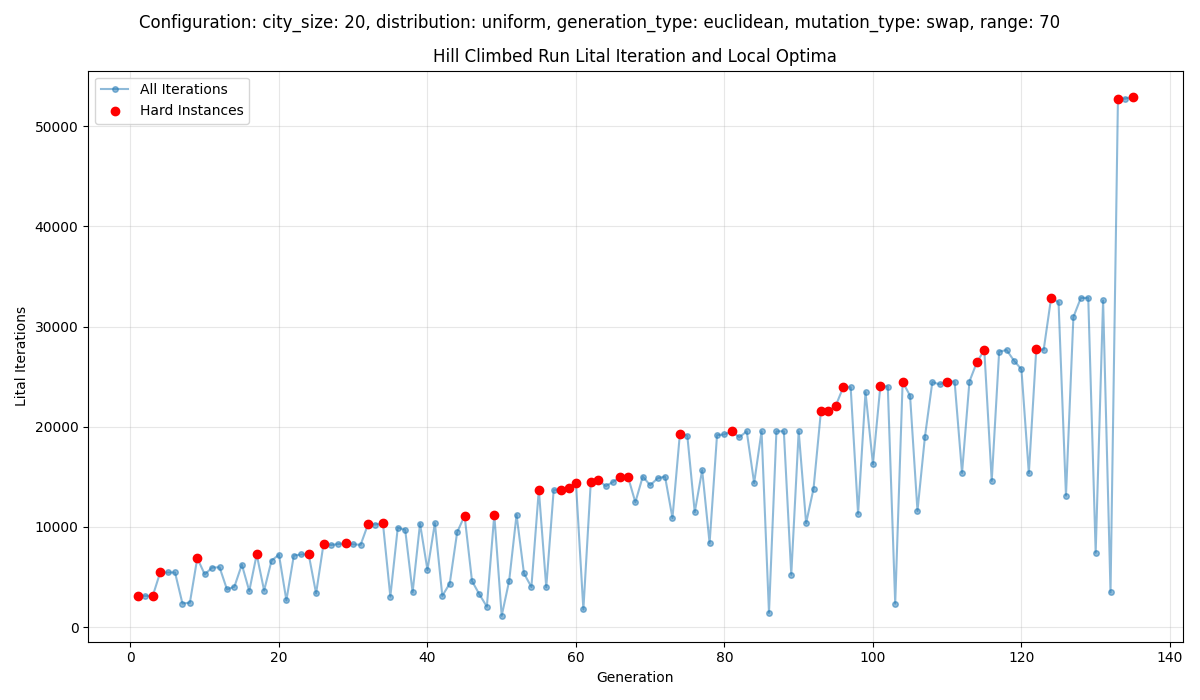 Configuration: city_size: 20, distribution: uniform, generation_type: euclidean, mutation_type: swap, range: 70
Hill Climbed Run Lital Iteration and Local Optima
All Iterations
Hard Instances
50000
40000
30000
20000
10000
0
Lital Iterations
0 20 40 60 80 100 120 140
Generation